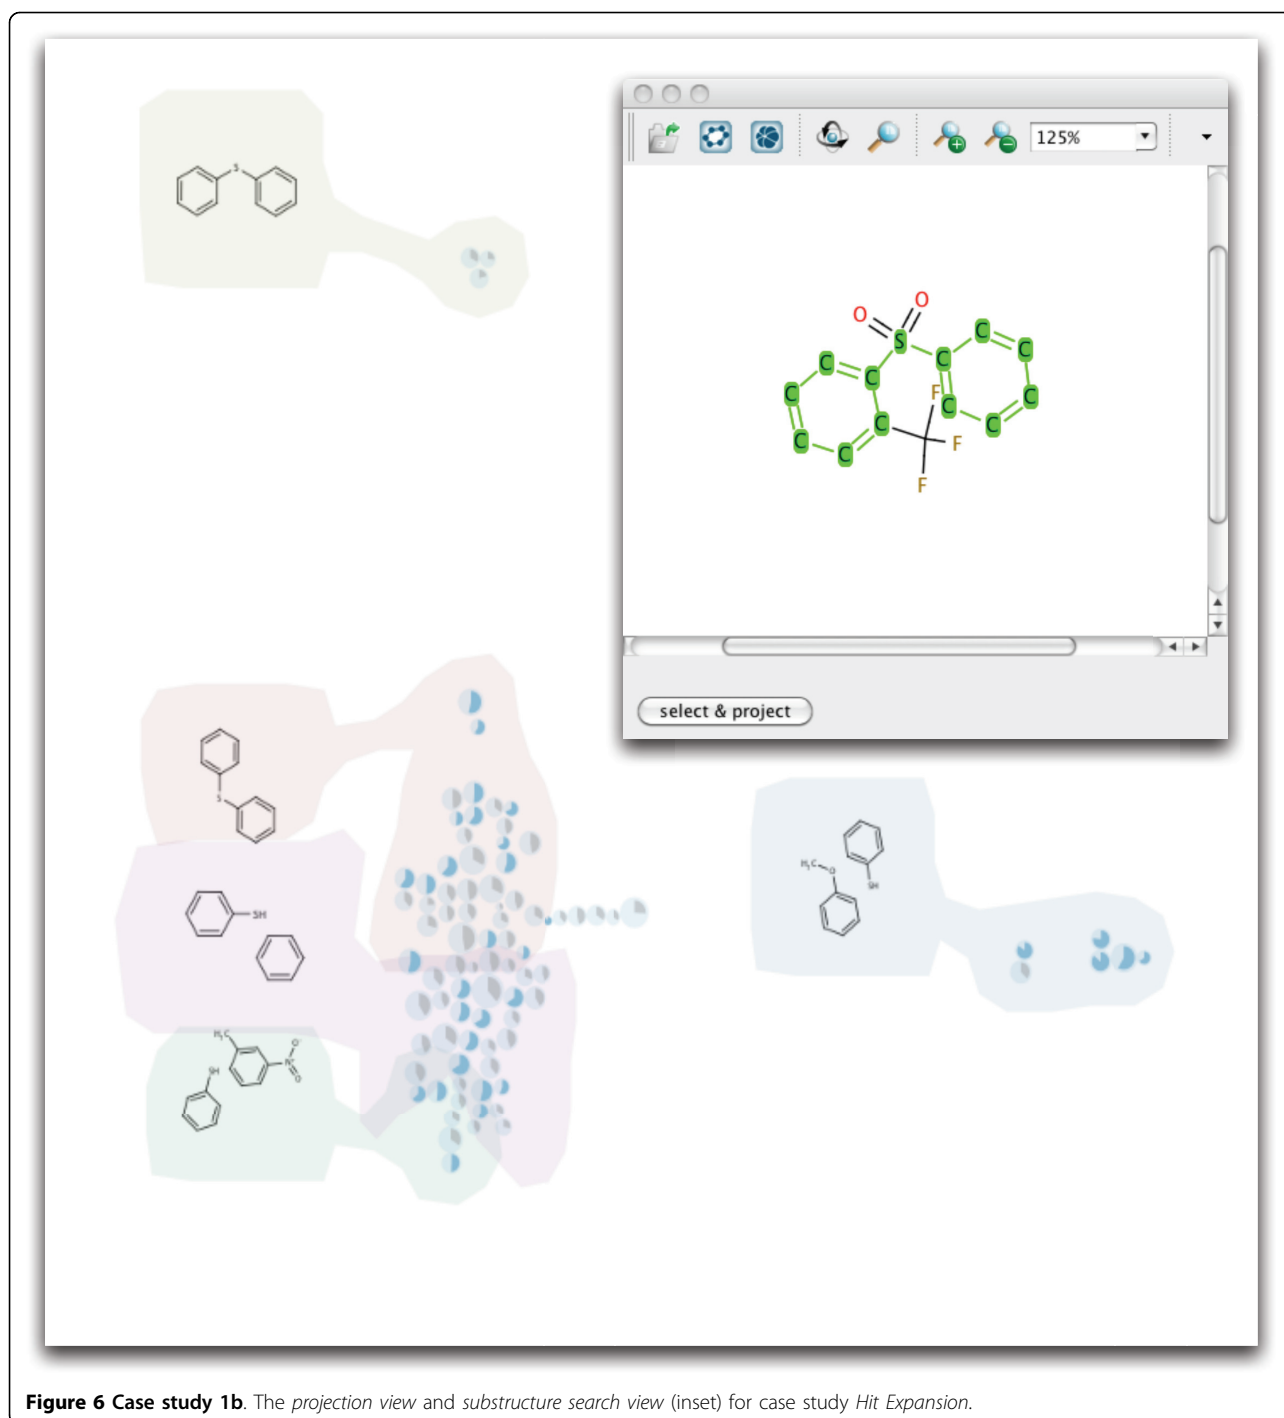 S
125%
O
O
S
C
C
C
C
C
C
C
C
C
C
C
C
F
F
F
select & project
S
H₃C
O
SH
SH
H₃C
O⁻
N⁺
O
SH
Figure 6 Case study 1b. The projection view and substructure search view (inset) for case study Hit Expansion.